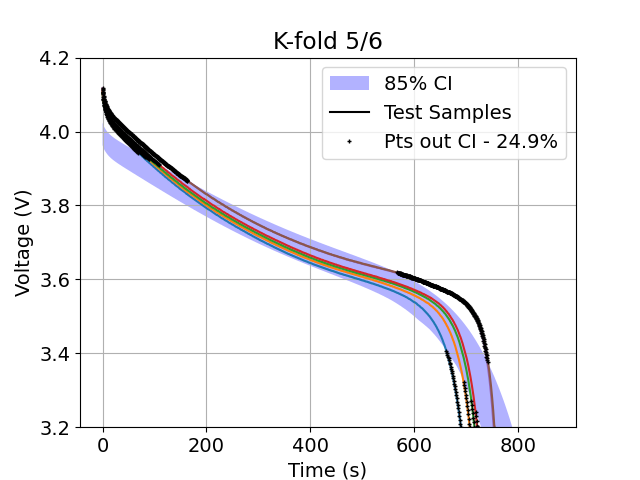 K-fold 5/6
4.2
4.0
3.8
3.6
3.4
3.2
Voltage (V)
85% CI
Test Samples
Pts out CI - 24.9%
0
200
400
600
800
Time (s)